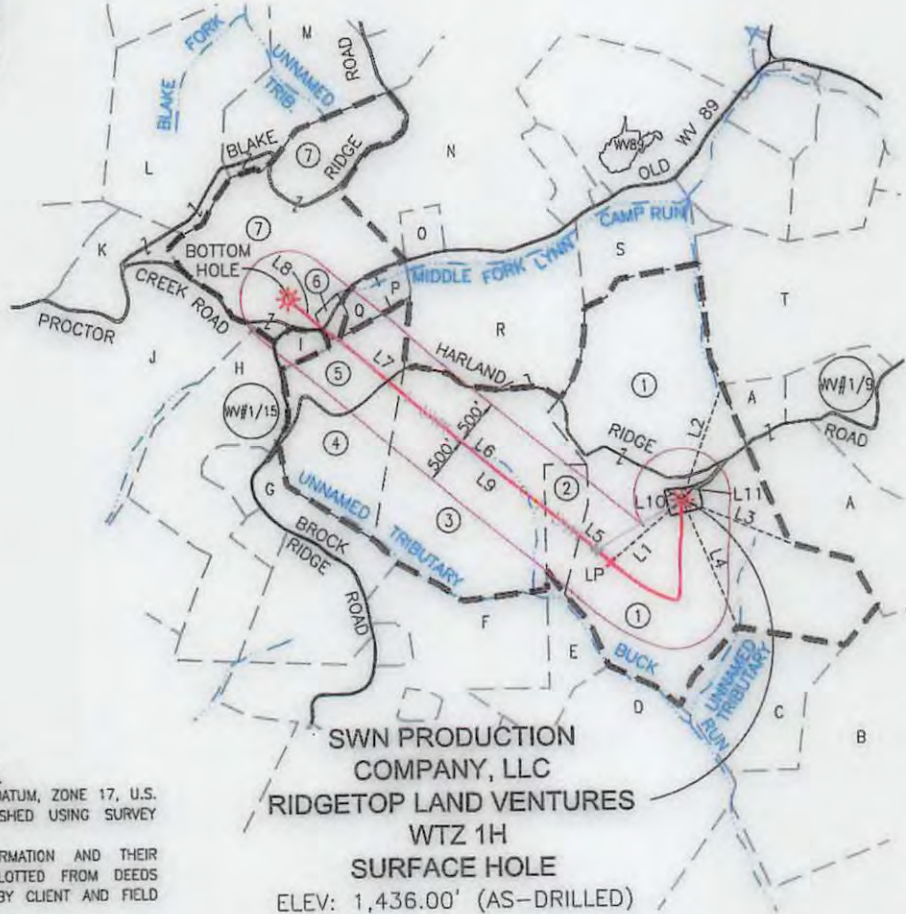 M
FORK
UNNAMED
TRIB.
ROAD
BLAKE
L
BLAKE
7
RIDGE
N
WV89
OLD WV 89
K
7
BOTTOM
HOLE
L8
6
O
CAMP RUN
S
MIDDLE FORK LYNN
P
Q
T
PROCTOR
CREEK ROAD
J
H
I
5
L7
R
HARLAND
1
WV#1/9
A
WV#1/15
RIDGE
L2
ROAD
4
500'
500'
L6
L9
2
L10
L11
L3
A
G
UNNAMED
TRIBUTARY
3
L5
L1
L4
LP
BROCK
RIDGE
ROAD
1
F
E
BUCK
RUN
UNNAMED
TRIBUTARY
D
C
B
SWN PRODUCTION
COMPANY, LLC
RIDGETOP LAND VENTURES
WTZ 1H
SURFACE HOLE
ELEV: 1,436.00' (AS-DRILLED)
DATUM, ZONE 17, U.S.
SHED USING SURVEY
RMATION AND THEIR
LOTTED FROM DEEDS
BY CLIENT AND FIELD